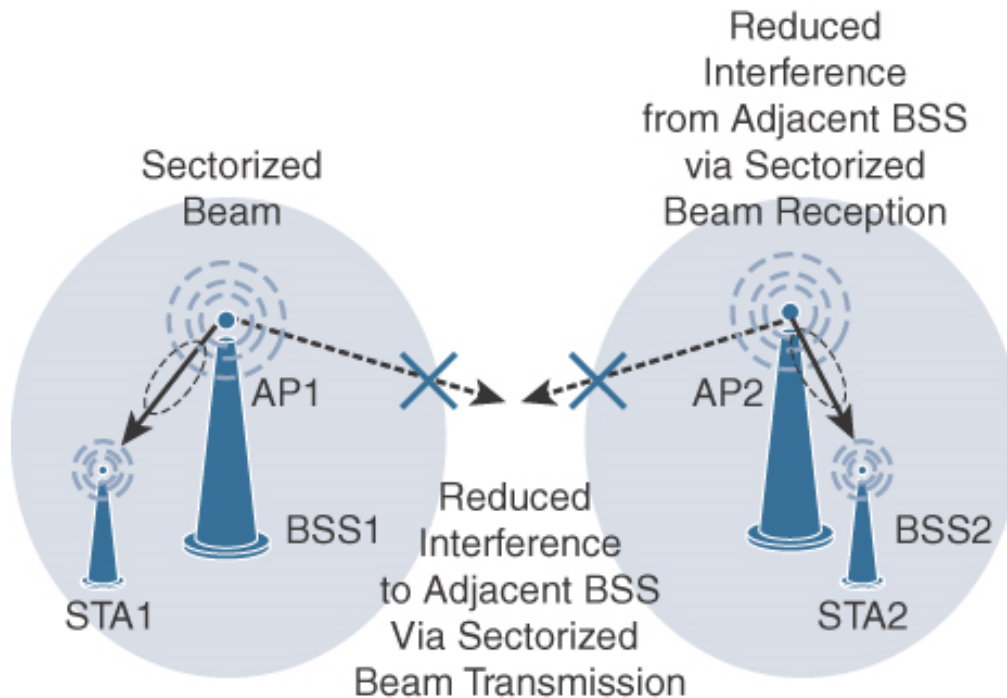 Sectorized
Beam
Reduced
Interference
from Adjacent BSS
via Sectorized
Beam Reception
AP1
BSS1
STA1
AP2
BSS2
STA2
Reduced
Interference
to Adjacent BSS
Via Sectorized
Beam Transmission